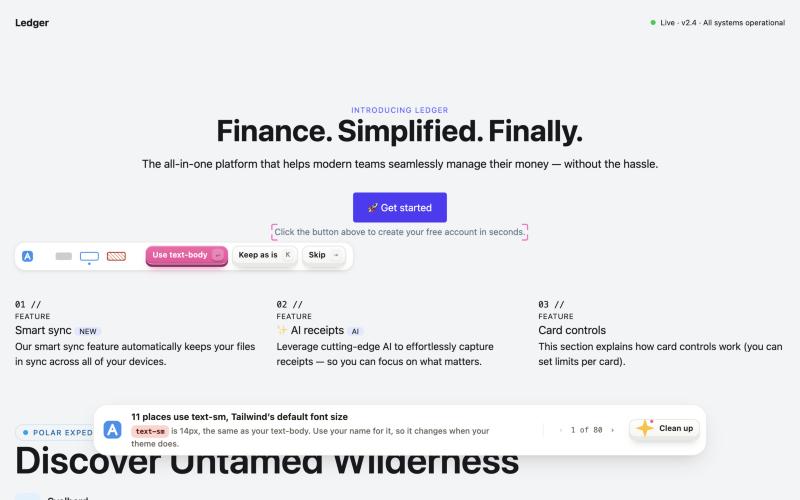 Ledger
Live · v2.4 · All systems operational
INTRODUCING LEDGER
Finance. Simplified. Finally.
The all-in-one platform that helps modern teams seamlessly manage their money — without the hassle.
🚀 Get started
Click the button above to create your free account in seconds.
A
Use text-body ↵
Keep as is K
Skip →
01 //
FEATURE
Smart sync NEW
Our smart sync feature automatically keeps your files
in sync across all of your devices.
02 //
FEATURE
✨ AI receipts AI
Leverage cutting-edge AI to effortlessly capture
receipts — so you can focus on what matters.
03 //
FEATURE
Card controls
This section explains how card controls work (you can
set limits per card).
A
11 places use text-sm, Tailwind's default font size
text-sm is 14px, the same as your text-body. Use your name for it, so it changes when your
theme does.
‹ 1 of 80 ›
Clean up
POLAR EXPED
Discover Untamed Wilderness